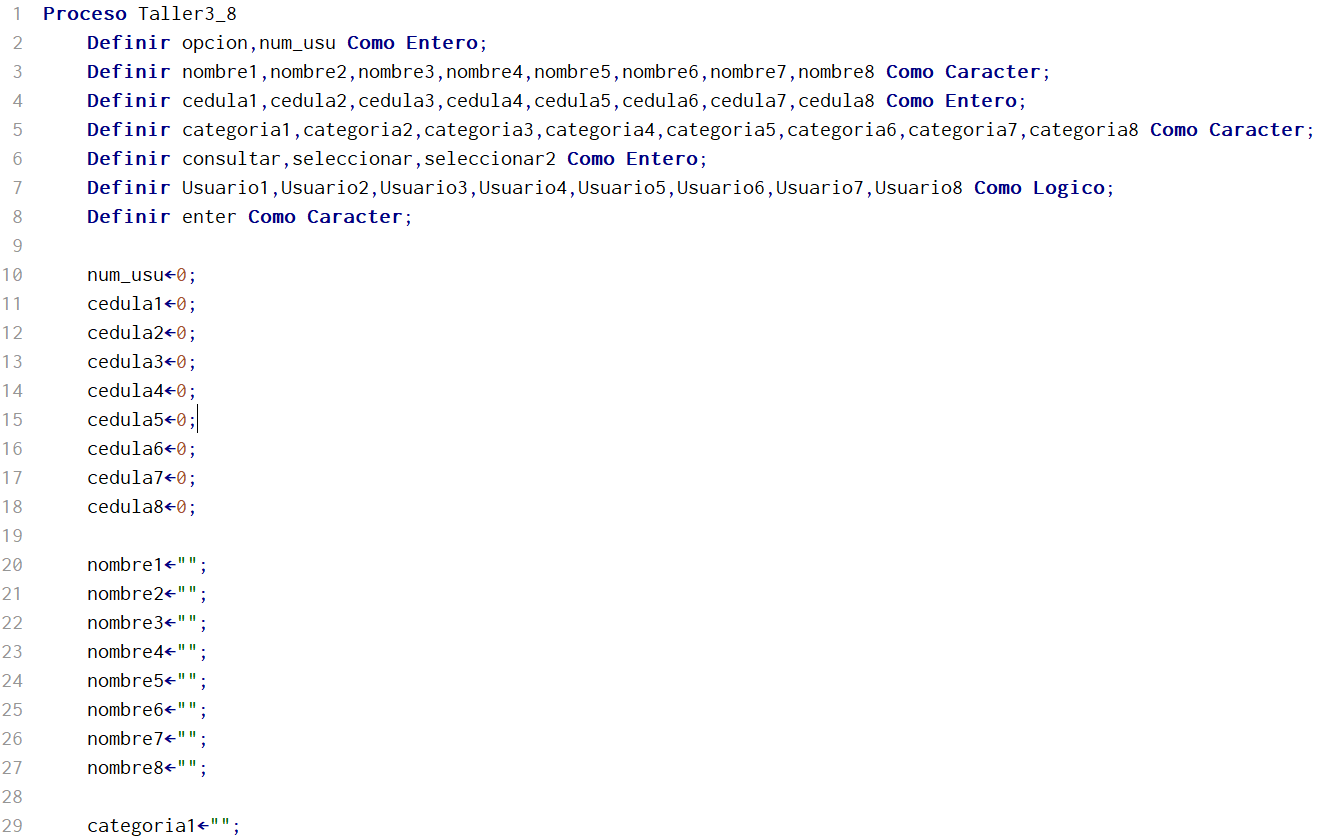 1 Proceso Taller3_8
2 Definir opcion,num_usu Como Entero;
3 Definir nombre1,nombre2,nombre3,nombre4,nombre5,nombre6,nombre7,nombre8 Como Caracter;
4 Definir cedula1,cedula2,cedula3,cedula4,cedula5,cedula6,cedula7,cedula8 Como Entero;
5 Definir categoria1,categoria2,categoria3,categoria4,categoria5,categoria6,categoria7,categoria8 Como Caracter;
6 Definir consultar,seleccionar,seleccionar2 Como Entero;
7 Definir Usuario1,Usuario2,Usuario3,Usuario4,Usuario5,Usuario6,Usuario7,Usuario8 Como Logico;
8 Definir enter Como Caracter;
9
10 num_usu←0;
11 cedula1←0;
12 cedula2←0;
13 cedula3←0;
14 cedula4←0;
15 cedula5←0;
16 cedula6←0;
17 cedula7←0;
18 cedula8←0;
19
20 nombre1←"";
21 nombre2←"";
22 nombre3←"";
23 nombre4←"";
24 nombre5←"";
25 nombre6←"";
26 nombre7←"";
27 nombre8←"";
28
29 categoria1←"";